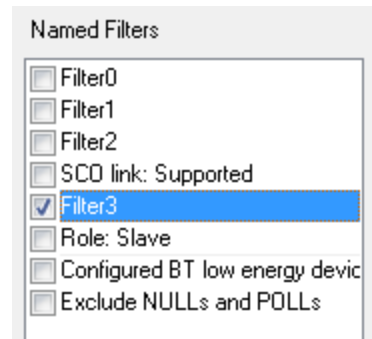 Named Filters
Filter0
Filter1
Filter2
SCO link: Supported
Filter3
Role: Slave
Configured BT low energy devic
Exclude NULLs and POLLs